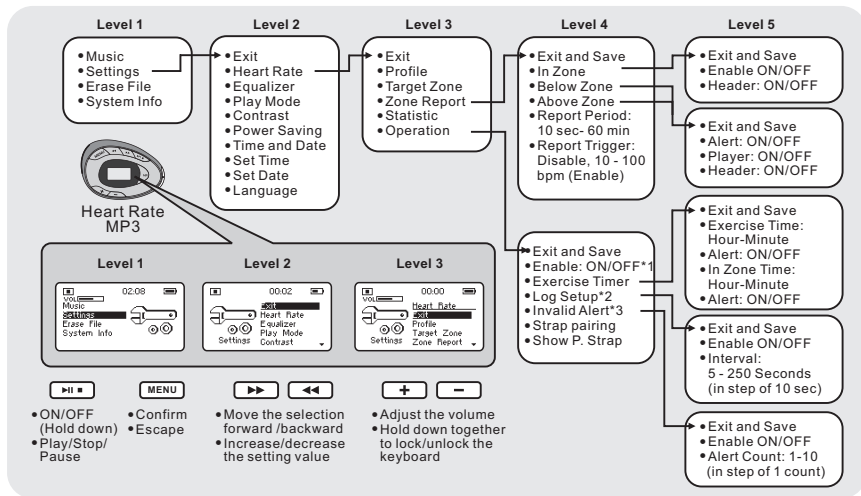 Level 1
Level 2
Level 3
Level 4
Level 5
•Music
•Settings
•Erase File
•System Info
•Exit
•Heart Rate
•Equalizer
•Play Mode
•Contrast
•Power Saving
•Time and Date
•Set Time
•Set Date
•Language
•Exit
•Profile
•Target Zone
•Zone Report
•Statistic
•Operation
•Exit and Save
•In Zone
•Below Zone
•Above Zone
•Report Period:
10 sec- 60 min
•Report Trigger:
Disable, 10 - 100
bpm (Enable)
•Exit and Save
•Enable ON/OFF
•Header: ON/OFF
•Exit and Save
•Alert: ON/OFF
•Player: ON/OFF
•Header: ON/OFF
•Exit and Save
•Enable: ON/OFF*1
•Exercise Timer
•Log Setup*2
•Invalid Alert*3
•Strap pairing
•Show P. Strap
•Exit and Save
•Exercise Time:
Hour-Minute
•Alert: ON/OFF
•In Zone Time:
Hour-Minute
•Alert: ON/OFF
•Exit and Save
•Enable ON/OFF
•Interval:
5 - 250 Seconds
(in step of 10 sec)
•Exit and Save
•Enable ON/OFF
•Alert Count: 1-10
(in step of 1 count)
Heart Rate
MP3
Level 1
Level 2
Level 3
02:08
VOL
Music
Settings
Erase File
System Info
00:02
Exit
Heart Rate
Equalizer
Play Mode
Contrast
Settings
00:00
VOL
Heart Rate
Exit
Profile
Target Zone
Zone Report
Settings
MENU
•ON/OFF
(Hold down)
•Play/Stop/
Pause
•Confirm
•Escape
•Move the selection
forward /backward
•Increase/decrease
the setting value
+
−
•Adjust the volume
•Hold down together
to lock/unlock the
keyboard